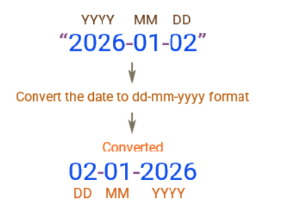 YYYY MM DD
“2026-01-02”
Convert the date to dd-mm-yyyy format
Converted
02-01-2026
DD MM YYYY